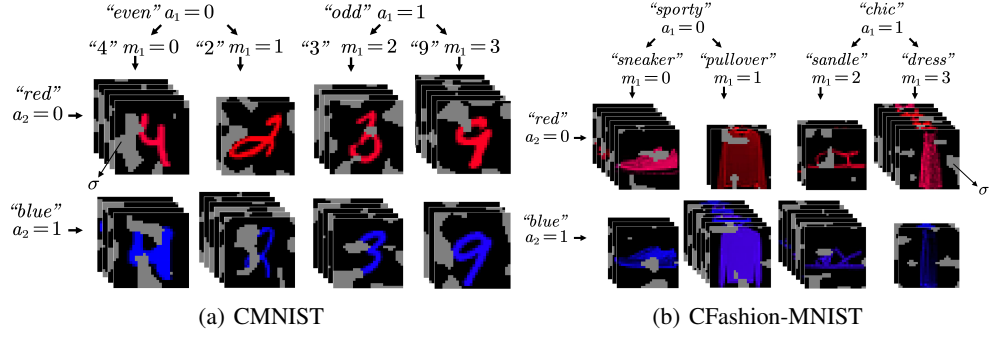 “even” a₁ = 0 “odd” a₁ = 1
“4” m₁ = 0 “2” m₁ = 1 “3” m₁ = 2 “9” m₁ = 3
“red”
a₂ = 0
σ
“blue”
a₂ = 1
(a) CMNIST
“sporty”
a₁ = 0
“chic”
a₁ = 1
“sneaker” “pullover” “sandle” “dress”
m₁ = 0 m₁ = 1 m₁ = 2 m₁ = 3
“red”
a₂ = 0
σ
“blue”
a₂ = 1
(b) CFashion-MNIST